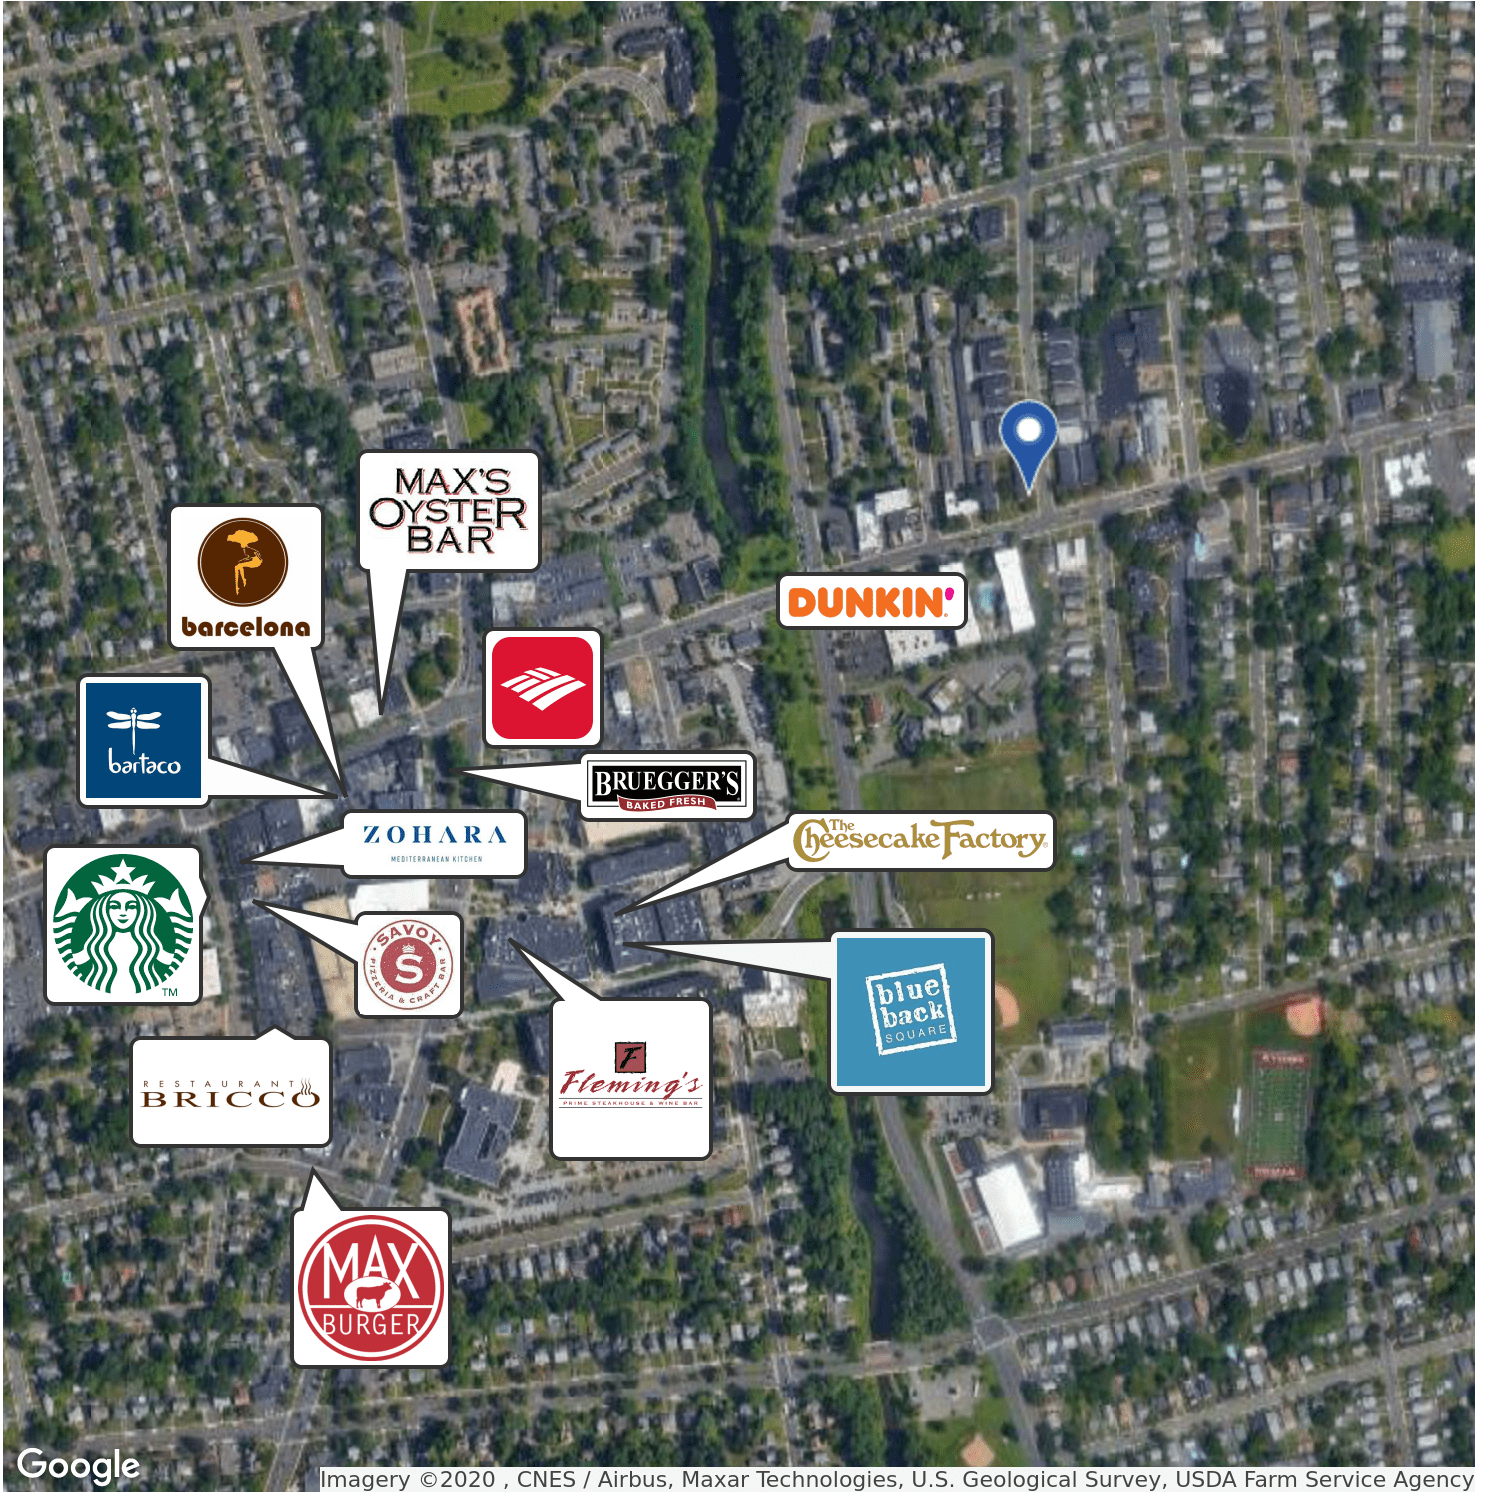 MAX'S
OYSTER
BAR
barcelona
DUNKIN'
bartaco
BRUEGGER'S
BAKED FRESH
ZOHARA
MEDITERRANEAN KITCHEN
The
Cheesecake Factory
TM
SAVOY
S
PIZZERIA & CRAFT BAR
blue
back
SQUARE
F
Fleming's
PRIME STEAKHOUSE & WINE BAR
RESTAURANT
BRICCO
MAX
BURGER
Google
Imagery ©2020 , CNES / Airbus, Maxar Technologies, U.S. Geological Survey, USDA Farm Service Agency